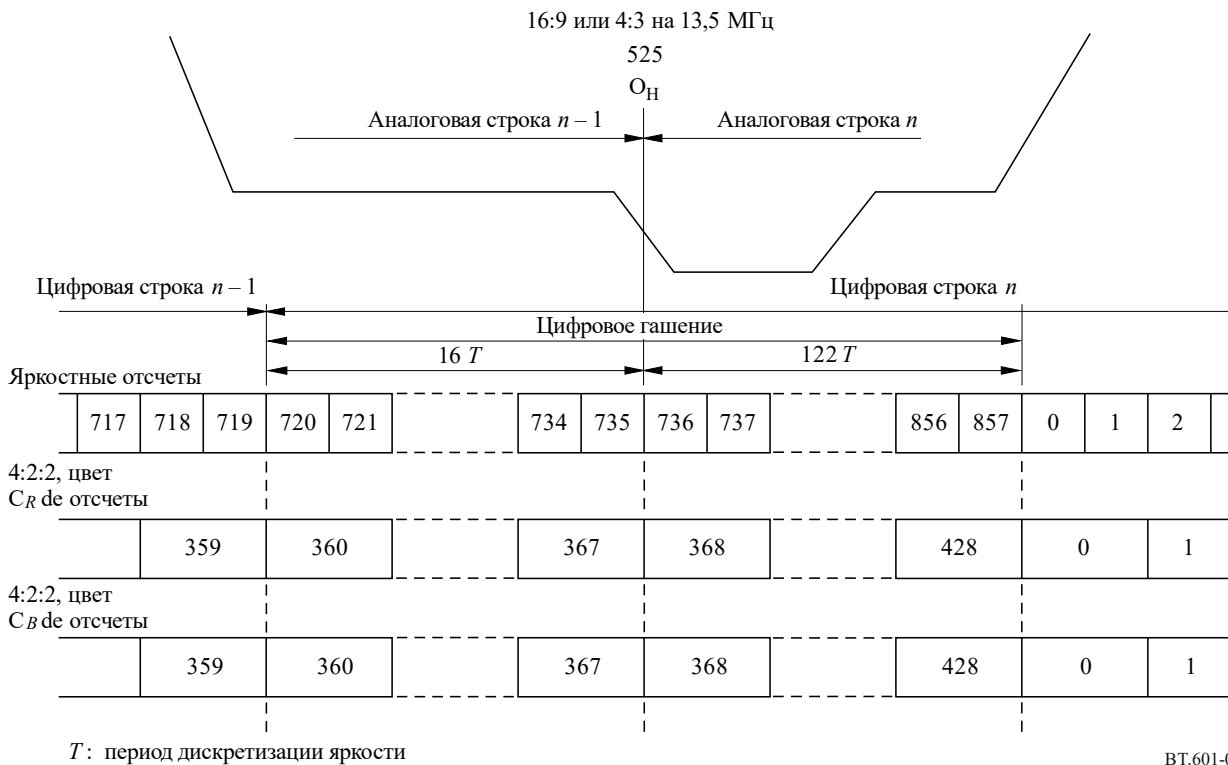 16:9 или 4:3 на 13,5 МГц
525
O_H
Аналоговая строка n – 1
Аналоговая строка n
Цифровая строка n – 1
Цифровая строка n
Цифровое гашение
16 T
122 T
Яркостные отсчеты
717 718 719 720 721 734 735 736 737 856 857 0 1 2
4:2:2, цвет
C_R de отсчеты
359 360 367 368 428 0 1
4:2:2, цвет
C_B de отсчеты
359 360 367 368 428 0 1
T : период дискретизации яркости
BT.601-0